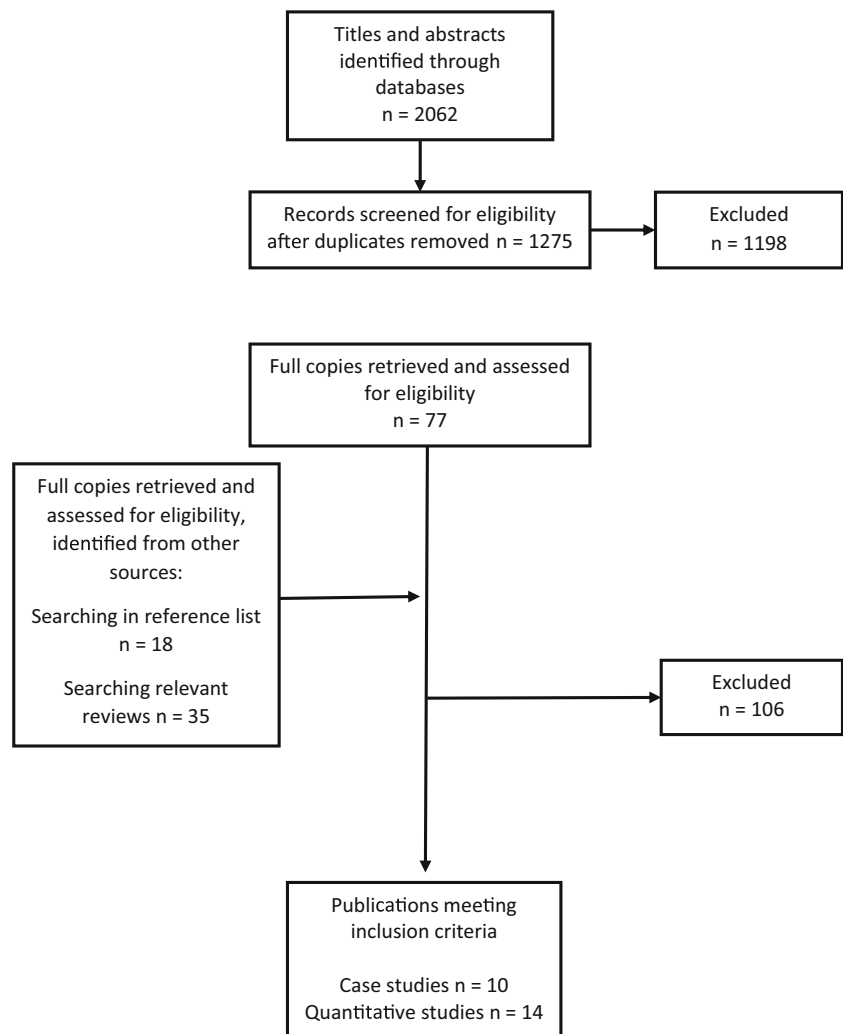 Titles and abstracts
identified through
databases
n = 2062
Records screened for eligibility
after duplicates removed n = 1275
Excluded
n = 1198
Full copies retrieved and assessed
for eligibility
n = 77
Full copies retrieved and
assessed for eligibility,
identified from other
sources:
Searching in reference list
n = 18
Searching relevant
reviews n = 35
Excluded
n = 106
Publications meeting
inclusion criteria
Case studies n = 10
Quantitative studies n = 14